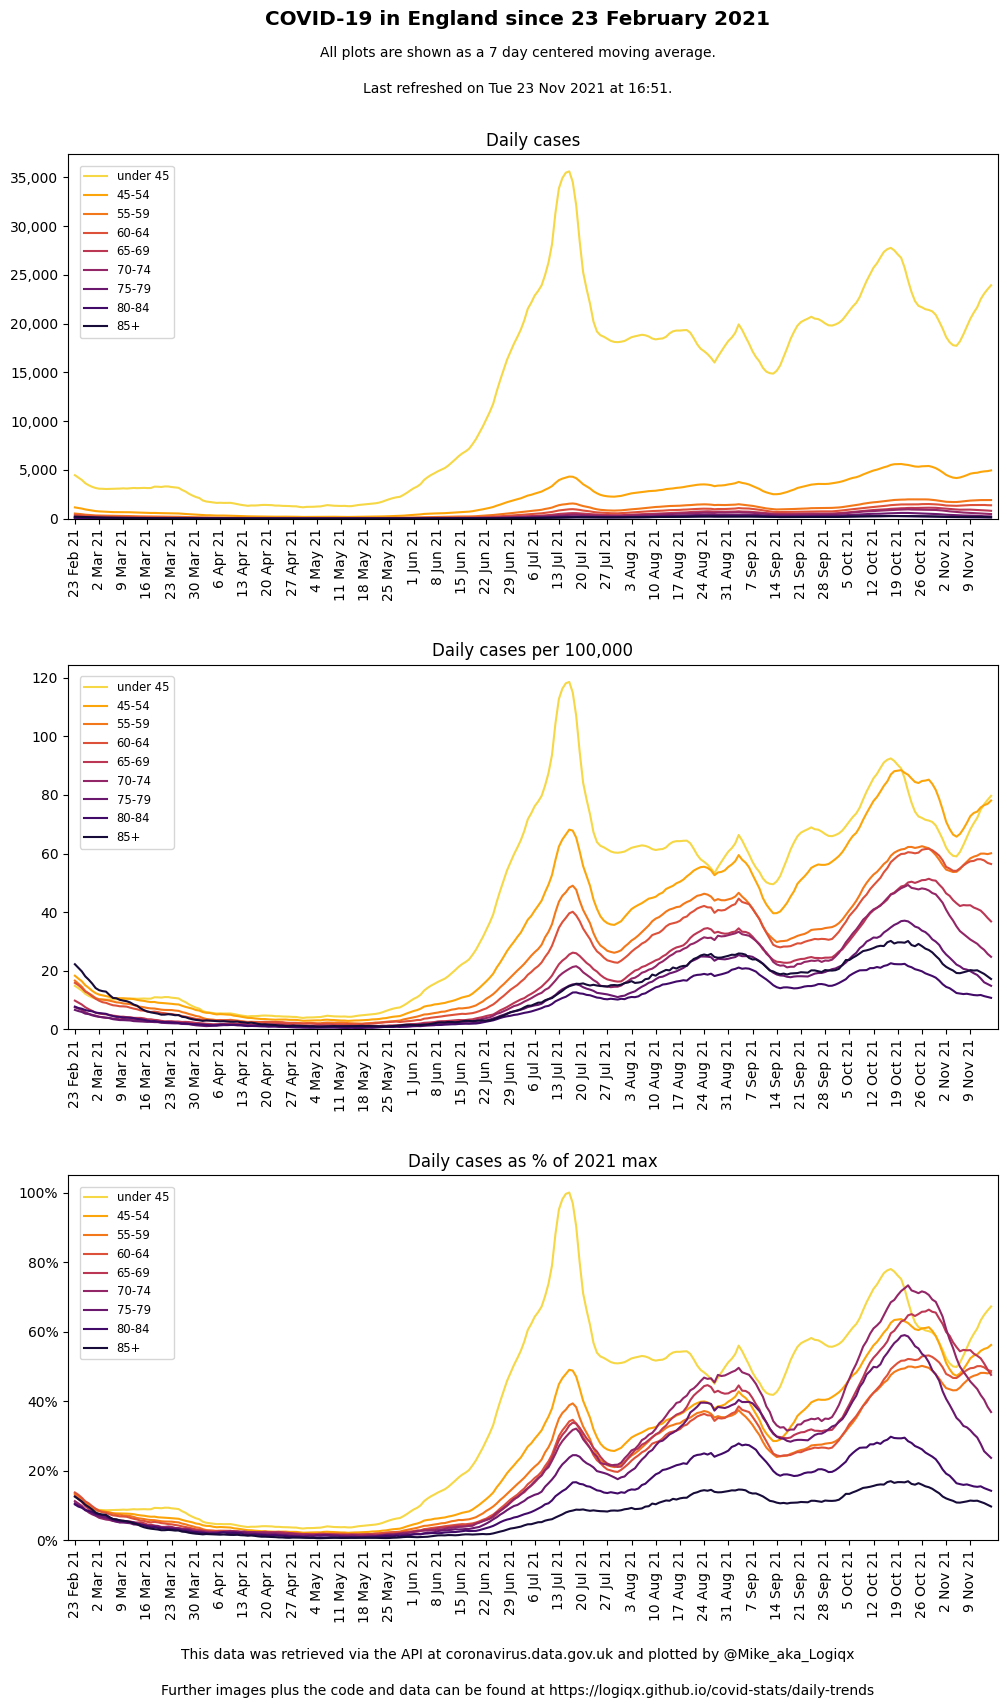 COVID-19 in England since 23 February 2021
All plots are shown as a 7 day centered moving average.
Last refreshed on Tue 23 Nov 2021 at 16:51.
Daily cases
35,000
30,000
25,000
20,000
15,000
10,000
5,000
0
under 45
45-54
55-59
60-64
65-69
70-74
75-79
80-84
85+
23 Feb 21
2 Mar 21
9 Mar 21
16 Mar 21
23 Mar 21
30 Mar 21
6 Apr 21
13 Apr 21
20 Apr 21
27 Apr 21
4 May 21
11 May 21
18 May 21
25 May 21
1 Jun 21
8 Jun 21
15 Jun 21
22 Jun 21
29 Jun 21
6 Jul 21
13 Jul 21
20 Jul 21
27 Jul 21
3 Aug 21
10 Aug 21
17 Aug 21
24 Aug 21
31 Aug 21
7 Sep 21
14 Sep 21
21 Sep 21
28 Sep 21
5 Oct 21
12 Oct 21
19 Oct 21
26 Oct 21
2 Nov 21
9 Nov 21
Daily cases per 100,000
120
100
80
60
40
20
0
under 45
45-54
55-59
60-64
65-69
70-74
75-79
80-84
85+
23 Feb 21
2 Mar 21
9 Mar 21
16 Mar 21
23 Mar 21
30 Mar 21
6 Apr 21
13 Apr 21
20 Apr 21
27 Apr 21
4 May 21
11 May 21
18 May 21
25 May 21
1 Jun 21
8 Jun 21
15 Jun 21
22 Jun 21
29 Jun 21
6 Jul 21
13 Jul 21
20 Jul 21
27 Jul 21
3 Aug 21
10 Aug 21
17 Aug 21
24 Aug 21
31 Aug 21
7 Sep 21
14 Sep 21
21 Sep 21
28 Sep 21
5 Oct 21
12 Oct 21
19 Oct 21
26 Oct 21
2 Nov 21
9 Nov 21
Daily cases as % of 2021 max
100%
80%
60%
40%
20%
0%
under 45
45-54
55-59
60-64
65-69
70-74
75-79
80-84
85+
23 Feb 21
2 Mar 21
9 Mar 21
16 Mar 21
23 Mar 21
30 Mar 21
6 Apr 21
13 Apr 21
20 Apr 21
27 Apr 21
4 May 21
11 May 21
18 May 21
25 May 21
1 Jun 21
8 Jun 21
15 Jun 21
22 Jun 21
29 Jun 21
6 Jul 21
13 Jul 21
20 Jul 21
27 Jul 21
3 Aug 21
10 Aug 21
17 Aug 21
24 Aug 21
31 Aug 21
7 Sep 21
14 Sep 21
21 Sep 21
28 Sep 21
5 Oct 21
12 Oct 21
19 Oct 21
26 Oct 21
2 Nov 21
9 Nov 21
This data was retrieved via the API at coronavirus.data.gov.uk and plotted by @Mike_aka_Logiqx
Further images plus the code and data can be found at https://logiqx.github.io/covid-stats/daily-trends